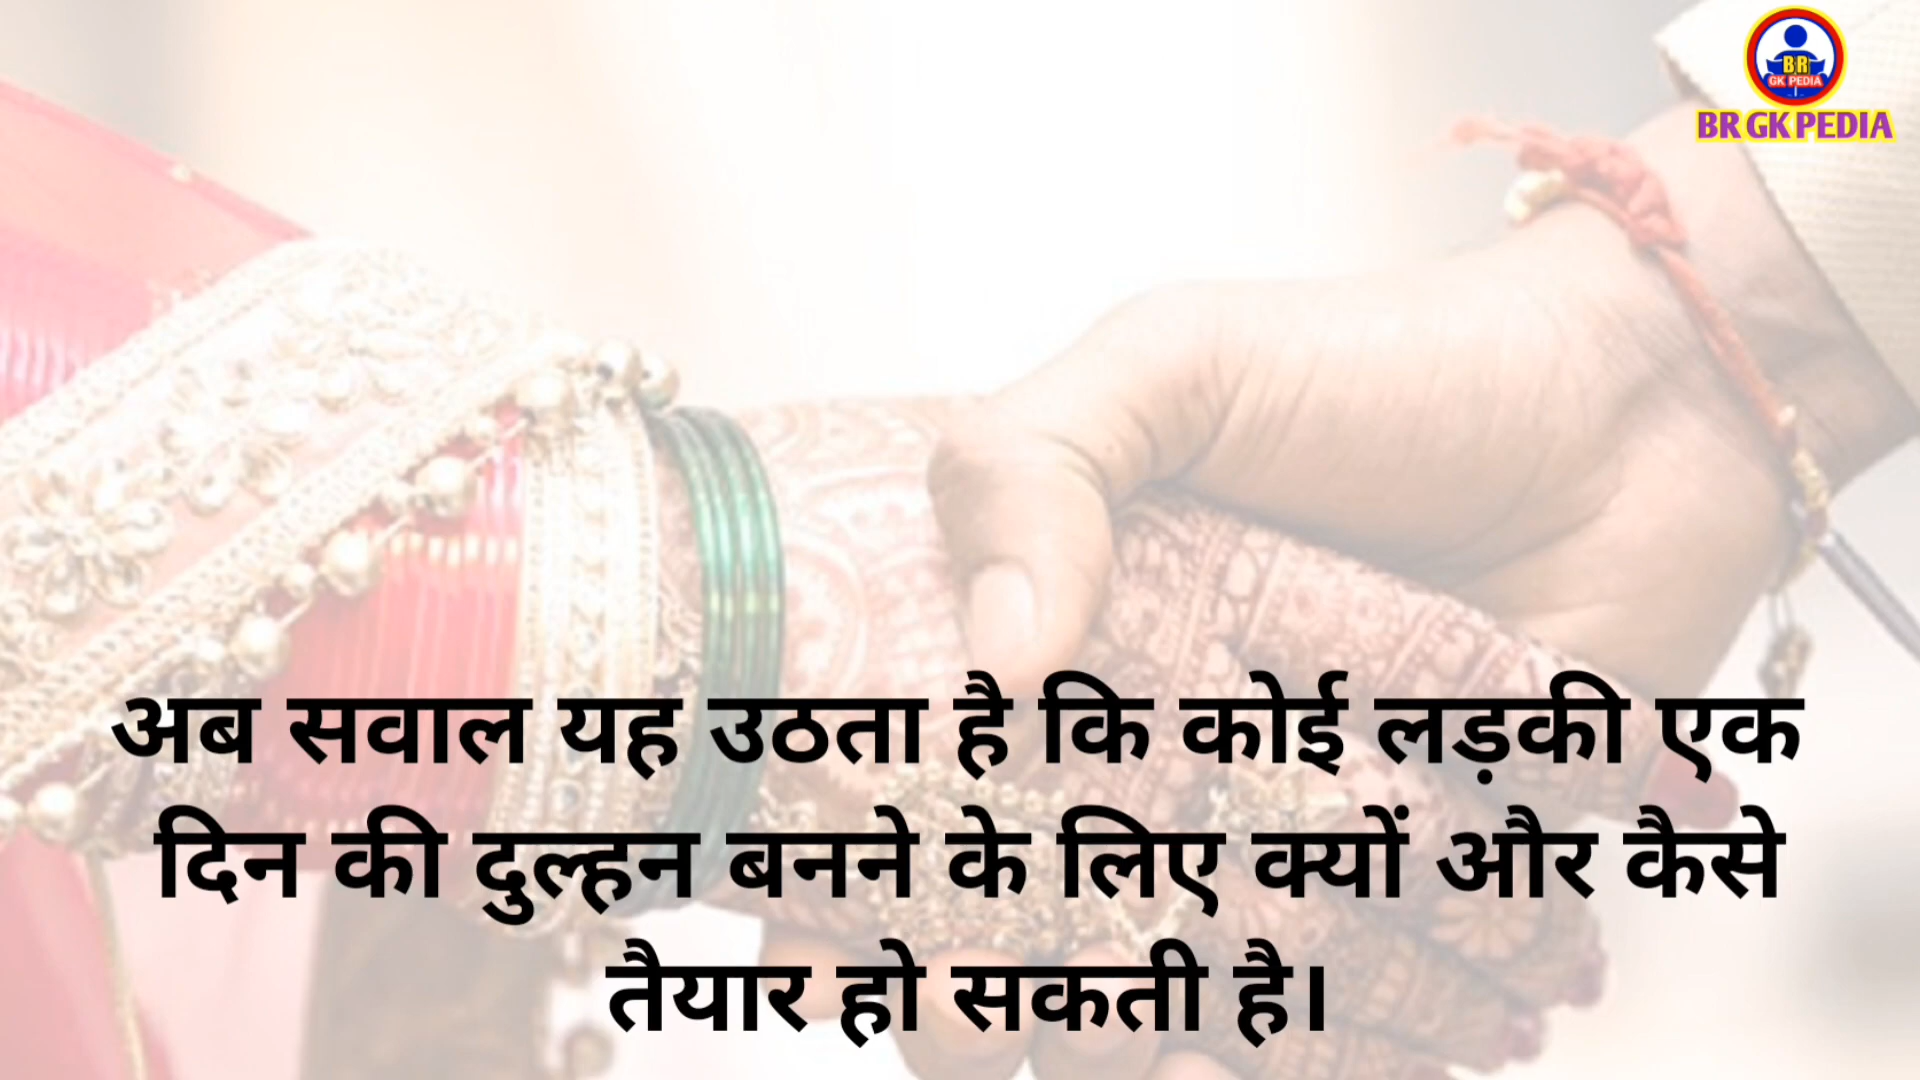 BR
GK PEDIA
BR GK PEDIA
अब सवाल यह उठता है कि कोई लड़की एक
दिन की दुल्हन बनने के लिए क्यों और कैसे
तैयार हो सकती है।